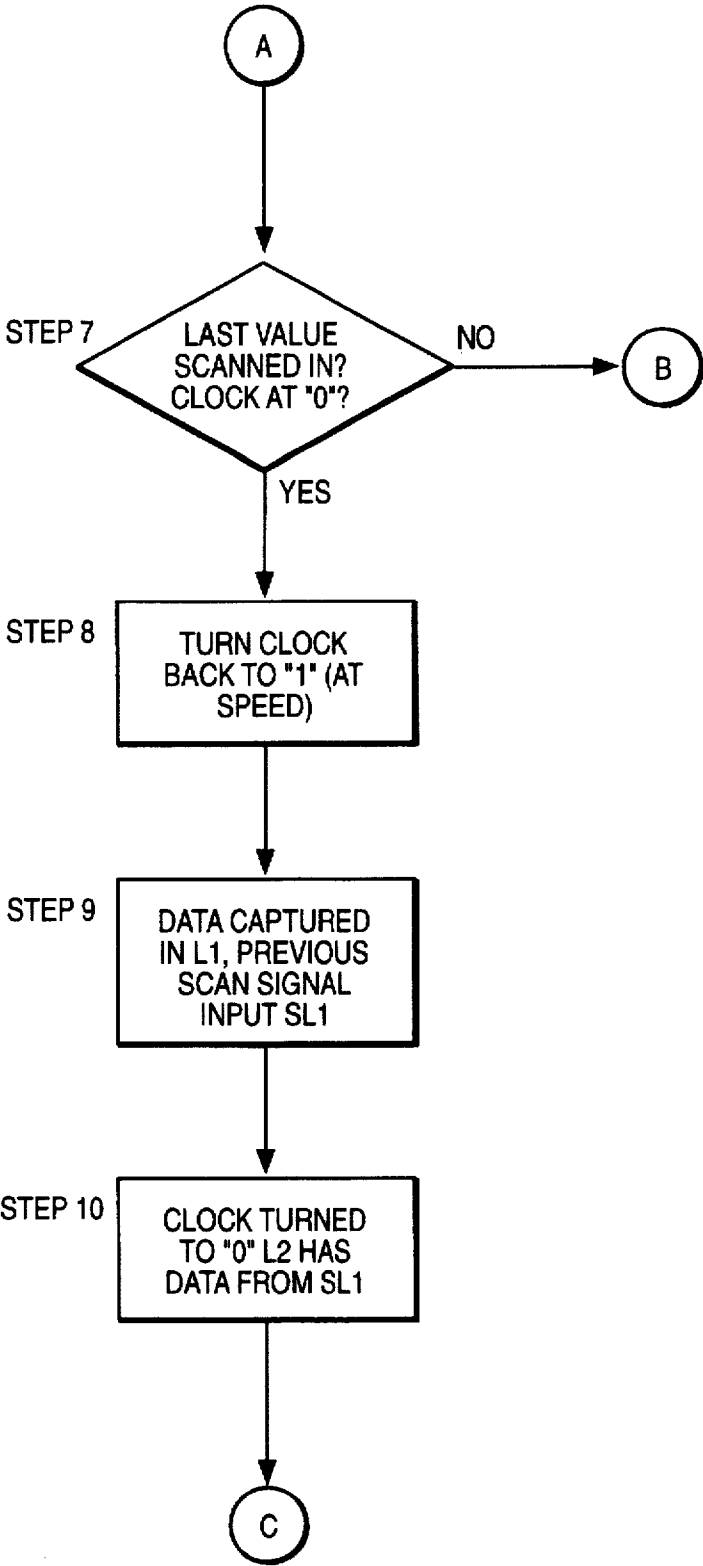 A
STEP 7
LAST VALUE
SCANNED IN?
CLOCK AT "0"?
NO
B
YES
STEP 8
TURN CLOCK
BACK TO "1" (AT
SPEED)
STEP 9
DATA CAPTURED
IN L1, PREVIOUS
SCAN SIGNAL
INPUT SL1
STEP 10
CLOCK TURNED
TO "0" L2 HAS
DATA FROM SL1
C